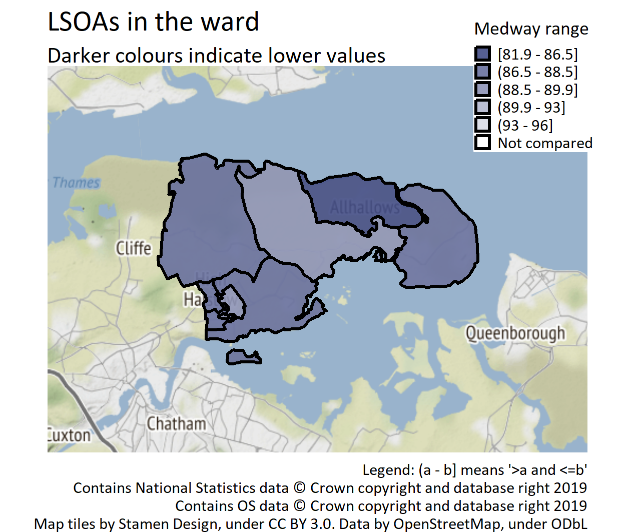 LSOAs in the ward
Darker colours indicate lower values
Medway range
[81.9 - 86.5]
(86.5 - 88.5]
(88.5 - 89.9]
(89.9 - 93]
(93 - 96]
Not compared
Thames
Allhallows
Cliffe
Queenborough
Chatham
Legend: (a - b] means '>a and <=b'
Contains National Statistics data © Crown copyright and database right 2019
Contains OS data © Crown copyright and database right 2019
Map tiles by Stamen Design, under CC BY 3.0. Data by OpenStreetMap, under ODbL